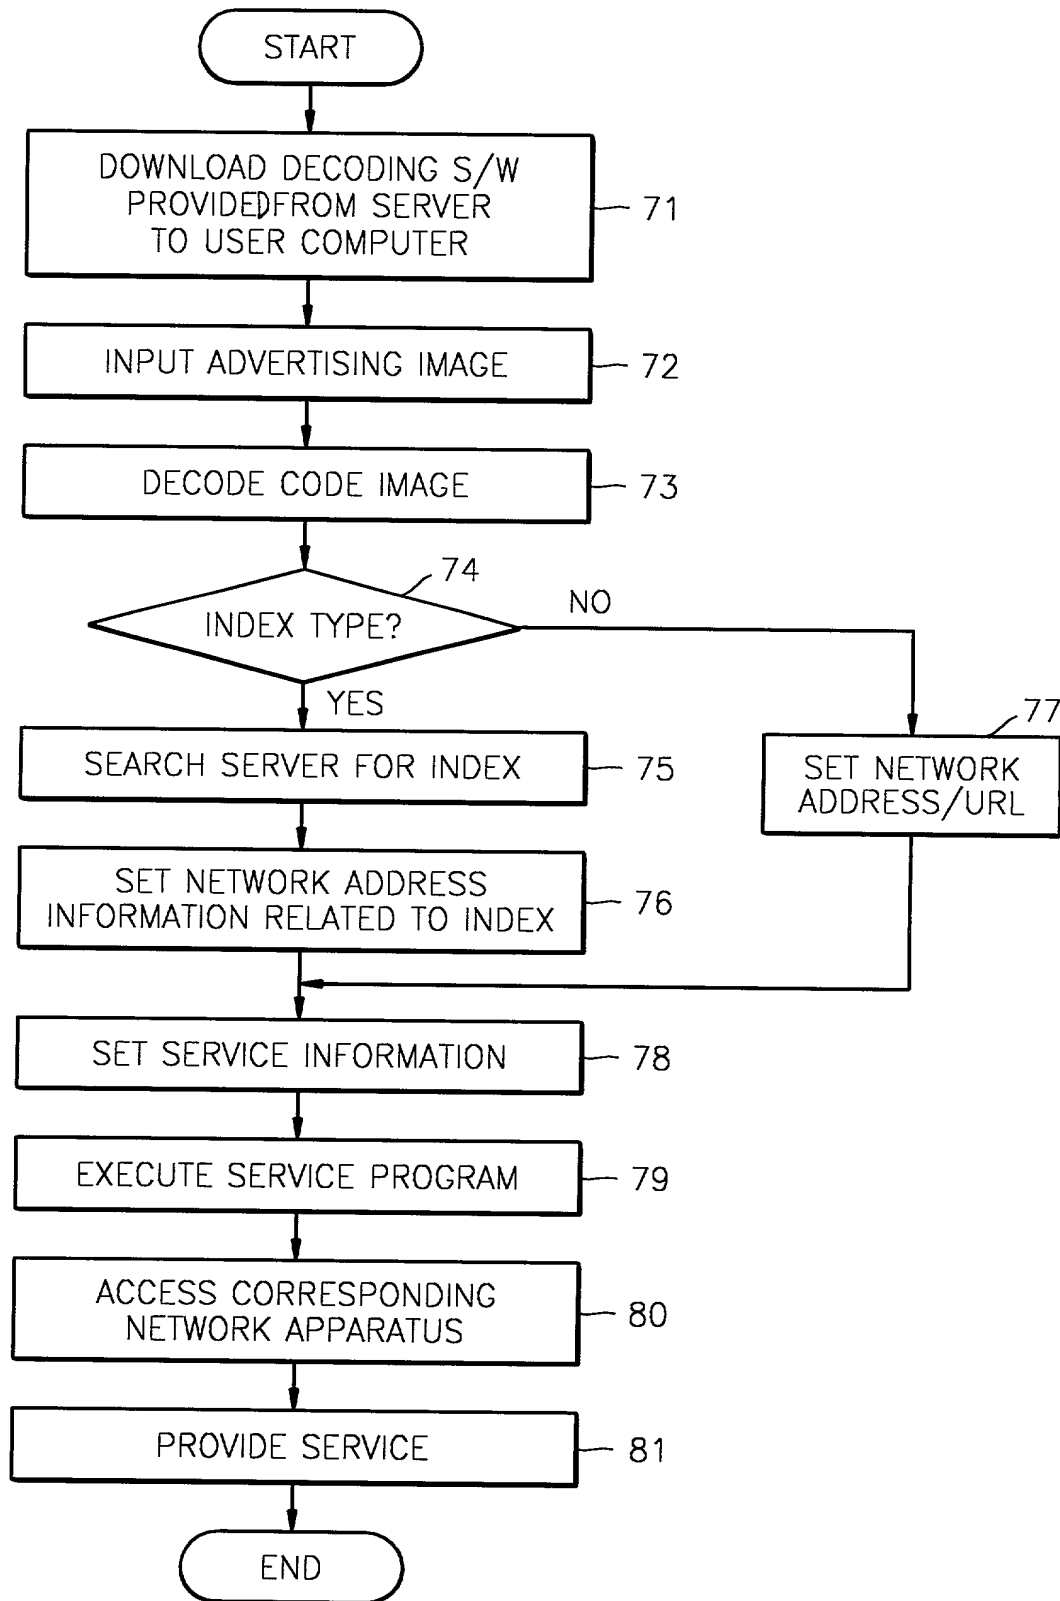 START
DOWNLOAD DECODING S/W
PROVIDED FROM SERVER
TO USER COMPUTER
71
INPUT ADVERTISING IMAGE
72
DECODE CODE IMAGE
73
74
INDEX TYPE?
NO
YES
77
SEARCH SERVER FOR INDEX
75
SET NETWORK
ADDRESS/URL
SET NETWORK ADDRESS
INFORMATION RELATED TO INDEX
76
SET SERVICE INFORMATION
78
EXECUTE SERVICE PROGRAM
79
ACCESS CORRESPONDING
NETWORK APPARATUS
80
PROVIDE SERVICE
81
END